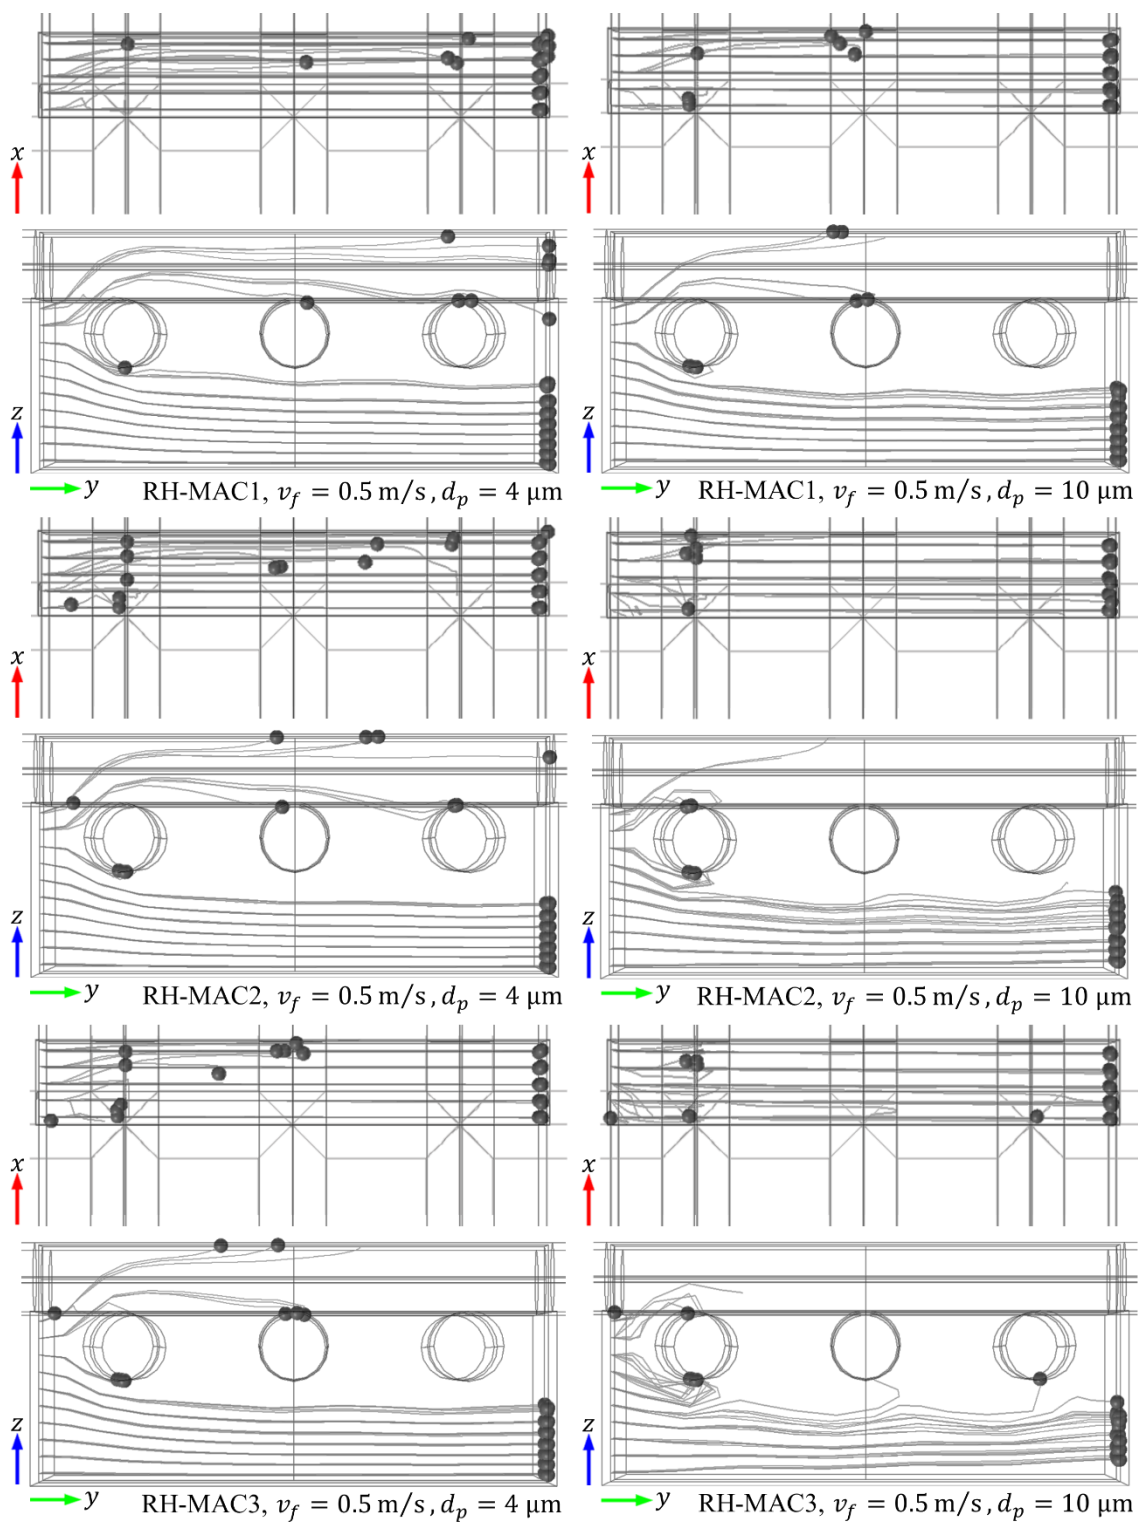 x x
z z
y RH-MAC1, v_f = 0.5 m/s , d_p = 4 μm y RH-MAC1, v_f = 0.5 m/s , d_p = 10 μm
x x
z z
y RH-MAC2, v_f = 0.5 m/s , d_p = 4 μm y RH-MAC2, v_f = 0.5 m/s , d_p = 10 μm
x x
z z
y RH-MAC3, v_f = 0.5 m/s , d_p = 4 μm y RH-MAC3, v_f = 0.5 m/s , d_p = 10 μm